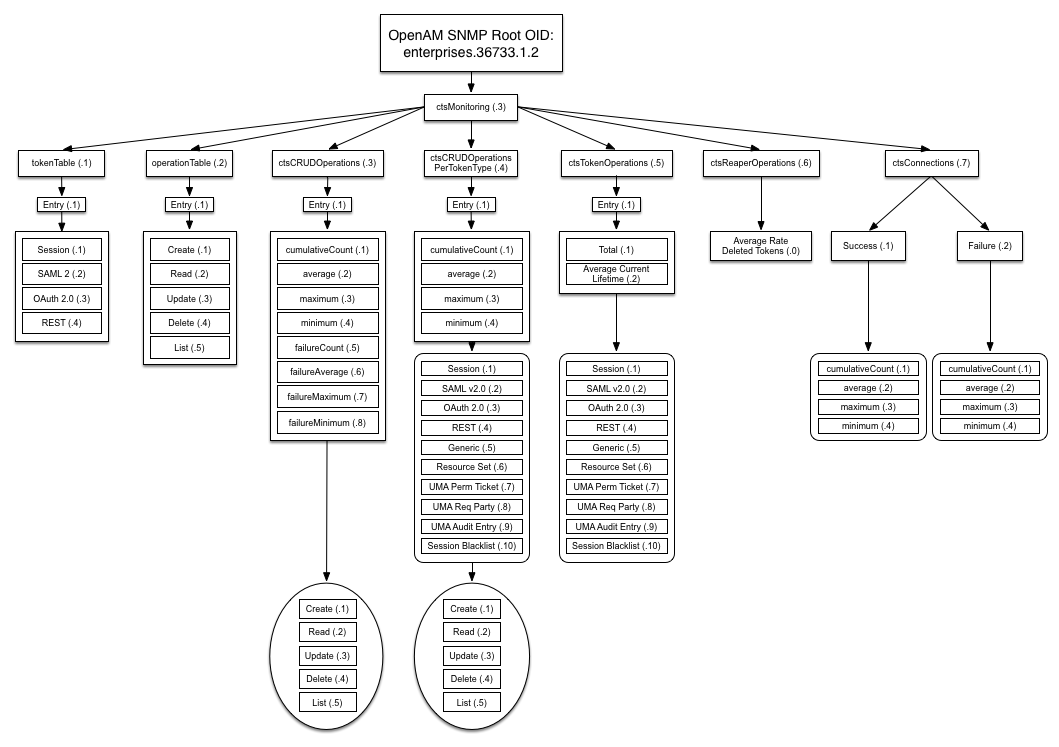 OpenAM SNMP Root OID:
enterprises.36733.1.2
ctsMonitoring (.3)
tokenTable (.1)
Entry (.1)
Session (.1)
SAML 2 (.2)
OAuth 2.0 (.3)
REST (.4)
operationTable (.2)
Entry (.1)
Create (.1)
Read (.2)
Update (.3)
Delete (.4)
List (.5)
ctsCRUDOperations (.3)
Entry (.1)
cumulativeCount (.1)
average (.2)
maximum (.3)
minimum (.4)
failureCount (.5)
failureAverage (.6)
failureMaximum (.7)
failureMinimum (.8)
Create (.1)
Read (.2)
Update (.3)
Delete (.4)
List (.5)
ctsCRUDOperations
PerTokenType (.4)
Entry (.1)
cumulativeCount (.1)
average (.2)
maximum (.3)
minimum (.4)
Session (.1)
SAML v2.0 (.2)
OAuth 2.0 (.3)
REST (.4)
Generic (.5)
Resource Set (.6)
UMA Perm Ticket (.7)
UMA Req Party (.8)
UMA Audit Entry (.9)
Session Blacklist (.10)
Create (.1)
Read (.2)
Update (.3)
Delete (.4)
List (.5)
ctsTokenOperations (.5)
Entry (.1)
Total (.1)
Average Current
Lifetime (.2)
Session (.1)
SAML v2.0 (.2)
OAuth 2.0 (.3)
REST (.4)
Generic (.5)
Resource Set (.6)
UMA Perm Ticket (.7)
UMA Req Party (.8)
UMA Audit Entry (.9)
Session Blacklist (.10)
ctsReaperOperations (.6)
Average Rate
Deleted Tokens (.0)
ctsConnections (.7)
Success (.1)
cumulativeCount (.1)
average (.2)
maximum (.3)
minimum (.4)
Failure (.2)
cumulativeCount (.1)
average (.2)
maximum (.3)
minimum (.4)